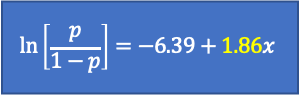 ln[p/(1 − p)] = −6.39 + 1.86x